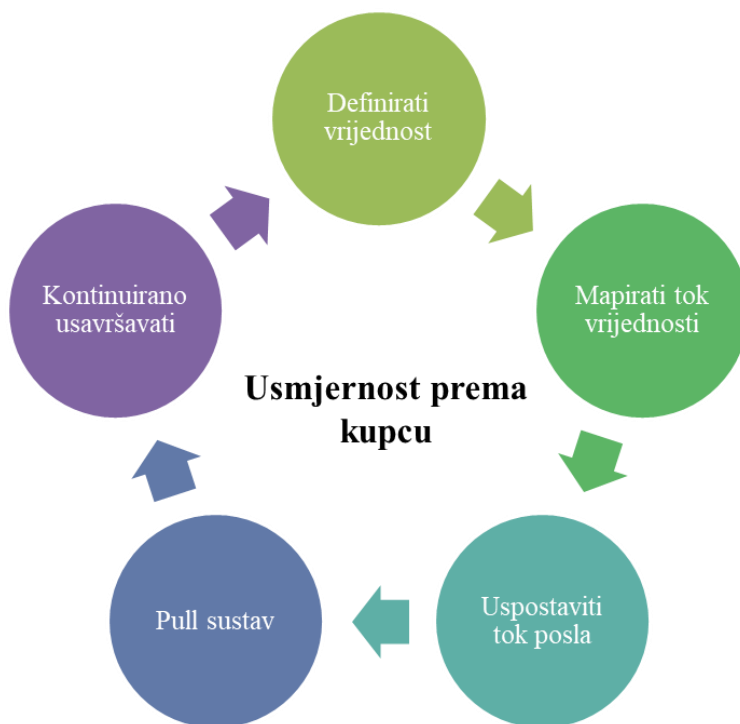 Definirati
vrijednost
Mapirati tok
vrijednosti
Uspostaviti
tok posla
Pull sustav
Kontinuirano
usavršavati
Usmjernost prema
kupcu